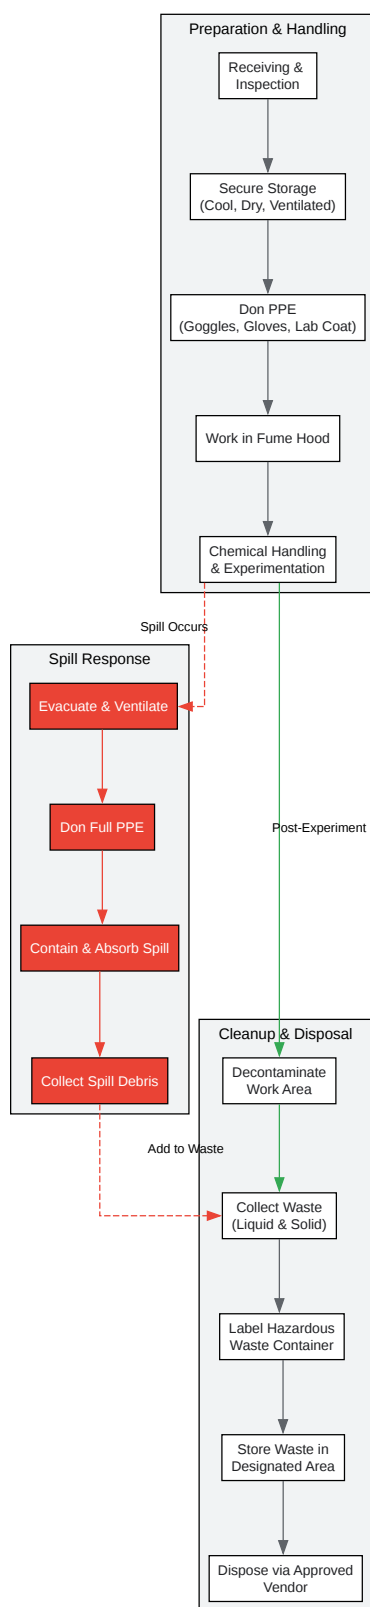 Preparation & Handling
Receiving &
Inspection
Secure Storage
(Cool, Dry, Ventilated)
Don PPE
(Goggles, Gloves, Lab Coat)
Work in Fume Hood
Chemical Handling
& Experimentation
Spill Occurs
Spill Response
Evacuate & Ventilate
Don Full PPE
Post-Experiment
Contain & Absorb Spill
Collect Spill Debris
Cleanup & Disposal
Decontaminate
Work Area
Add to Waste
Collect Waste
(Liquid & Solid)
Label Hazardous
Waste Container
Store Waste in
Designated Area
Dispose via Approved
Vendor